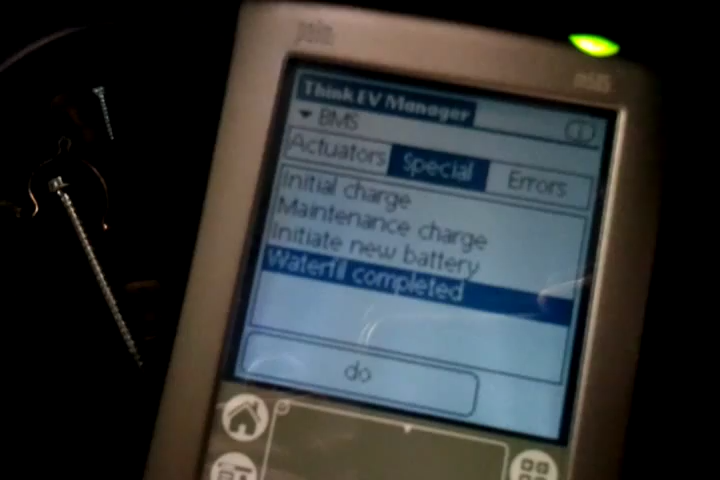 palm
m515
Think EV Manager
BMS
Actuators Special Errors
Initial charge
Maintenance charge
Initiate new battery
Waterfil completed
do